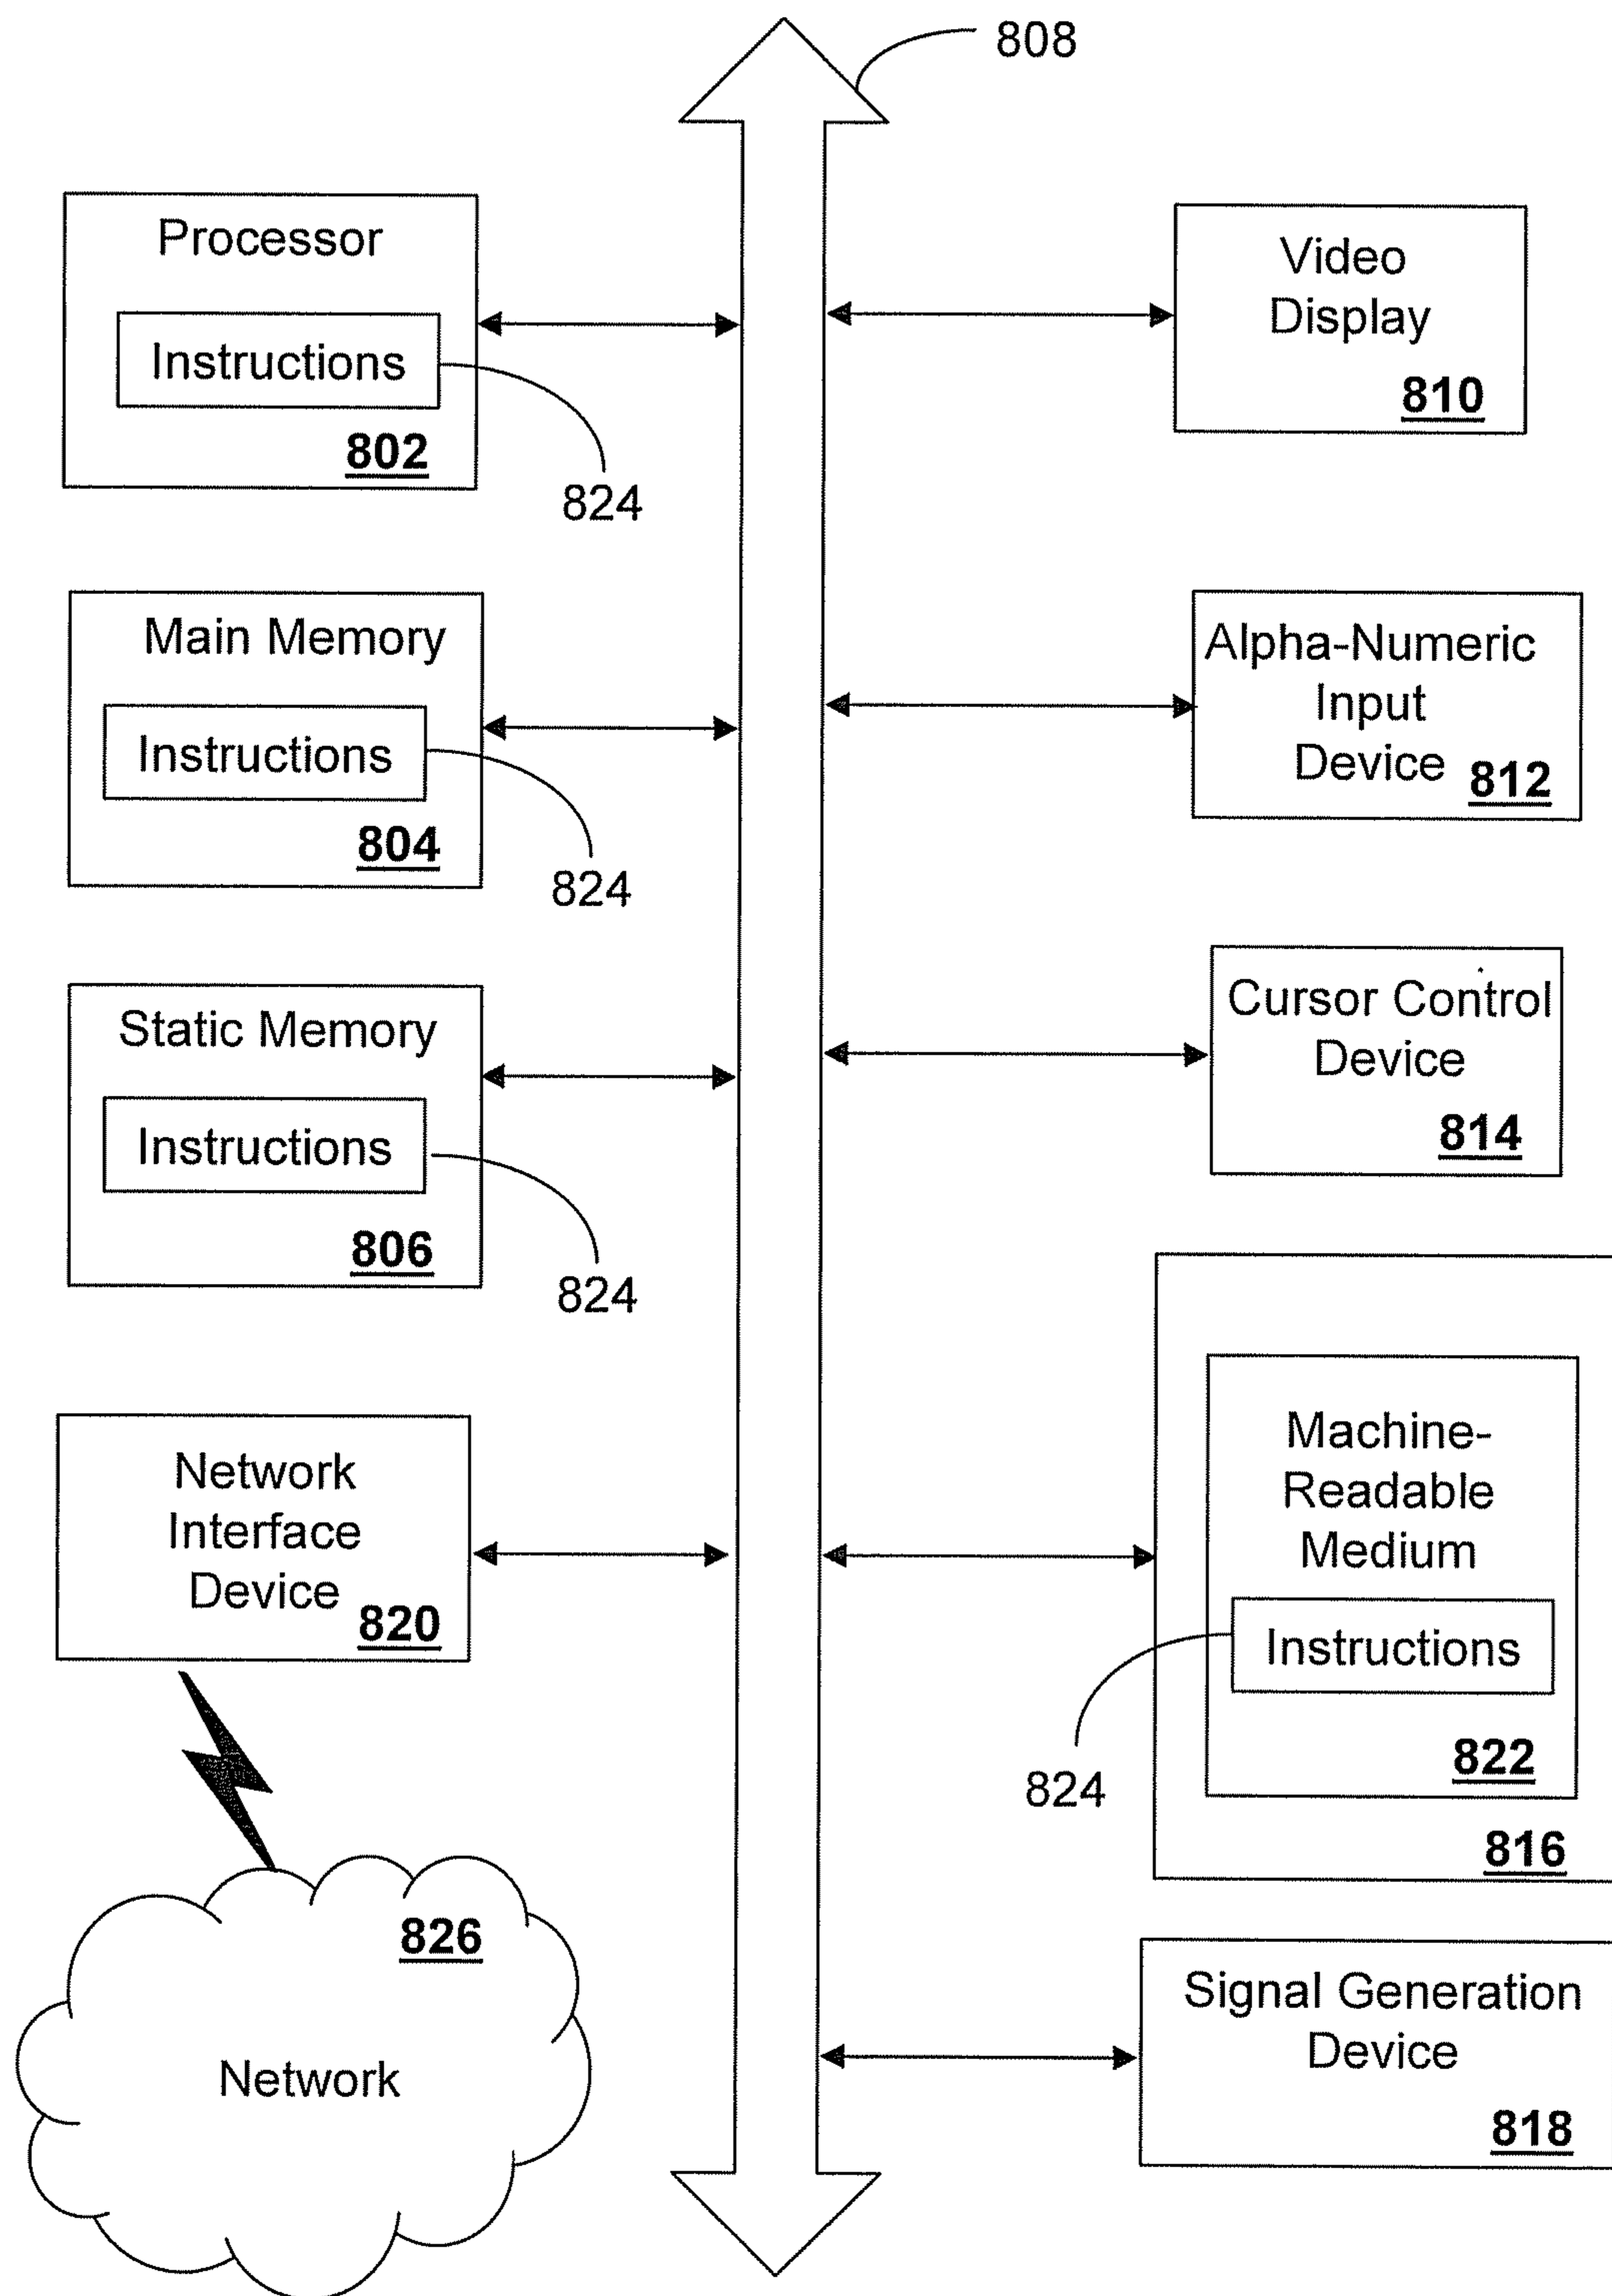 808
Processor
Instructions
802
824
Main Memory
Instructions
804
824
Static Memory
Instructions
806
824
Network
Interface
Device
820
826
Network
Video
Display
810
Alpha-Numeric
Input
Device
812
Cursor Control
Device
814
Machine-
Readable
Medium
Instructions
822
824
816
Signal Generation
Device
818